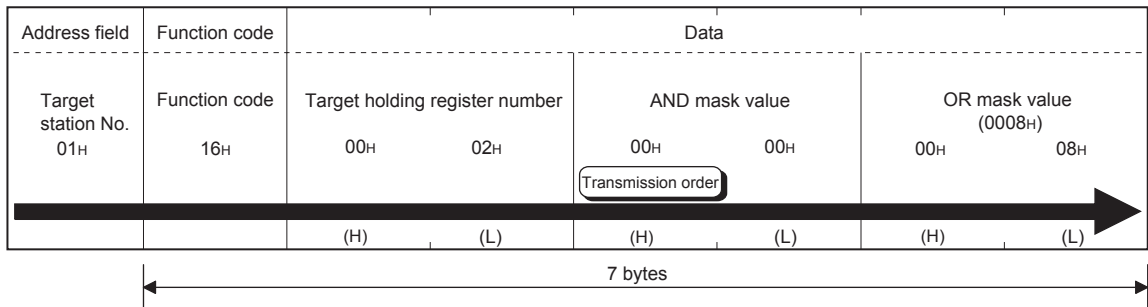 Address field Function code Data
Target station No. Function code Target holding register number AND mask value OR mask value
(0008H)
01H 16H 00H 02H 00H 00H 00H 08H
Transmission order
(H) (L) (H) (L) (H) (L)
7 bytes